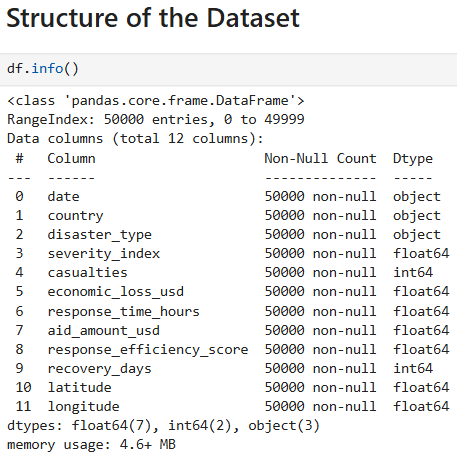 Structure of the Dataset
df.info()
<class 'pandas.core.frame.DataFrame'>
RangeIndex: 50000 entries, 0 to 49999
Data columns (total 12 columns):
 #   Column                     Non-Null Count  Dtype
---  ------                     --------------  -----
 0   date                       50000 non-null  object
 1   country                    50000 non-null  object
 2   disaster_type              50000 non-null  object
 3   severity_index             50000 non-null  float64
 4   casualties                 50000 non-null  int64
 5   economic_loss_usd          50000 non-null  float64
 6   response_time_hours        50000 non-null  float64
 7   aid_amount_usd             50000 non-null  float64
 8   response_efficiency_score  50000 non-null  float64
 9   recovery_days              50000 non-null  int64
 10  latitude                   50000 non-null  float64
 11  longitude                  50000 non-null  float64
dtypes: float64(7), int64(2), object(3)
memory usage: 4.6+ MB